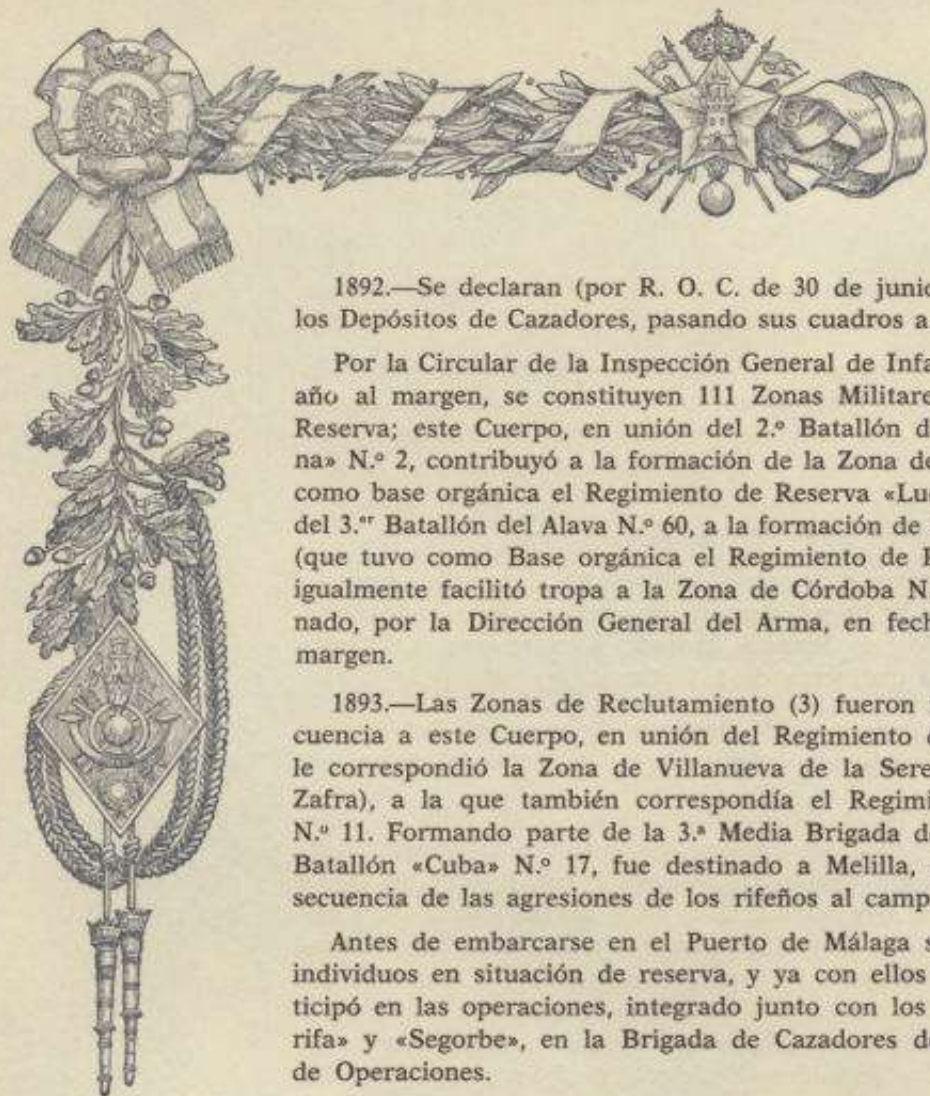 1892.—Se declaran (por R. O. C. de 30 de junio
los Depósitos de Cazadores, pasando sus cuadros a
Por la Circular de la Inspección General de Infa
año al margen, se constituyen 111 Zonas Militare
Reserva; este Cuerpo, en unión del 2.º Batallón d
na» N.º 2, contribuyó a la formación de la Zona de
como base orgánica el Regimiento de Reserva «Lu
del 3.er Batallón del Alava N.º 60, a la formación de
(que tuvo como Base orgánica el Regimiento de
igualmente facilitó tropa a la Zona de Córdoba N
nado, por la Dirección General del Arma, en fech
margen.
1893.—Las Zonas de Reclutamiento (3) fueron
cuencia a este Cuerpo, en unión del Regimiento
le correspondió la Zona de Villanueva de la Sere
Zafra), a la que también correspondía el Regimi
N.º 11. Formando parte de la 3.ª Media Brigada d
Batallón «Cuba» N.º 17, fue destinado a Melilla,
secuencia de las agresiones de los rifeños al camp
Antes de embarcarse en el Puerto de Málaga s
individuos en situación de reserva, y ya con ellos
ticipó en las operaciones, integrado junto con los
rifa» y «Segorbe», en la Brigada de Cazadores d
de Operaciones.